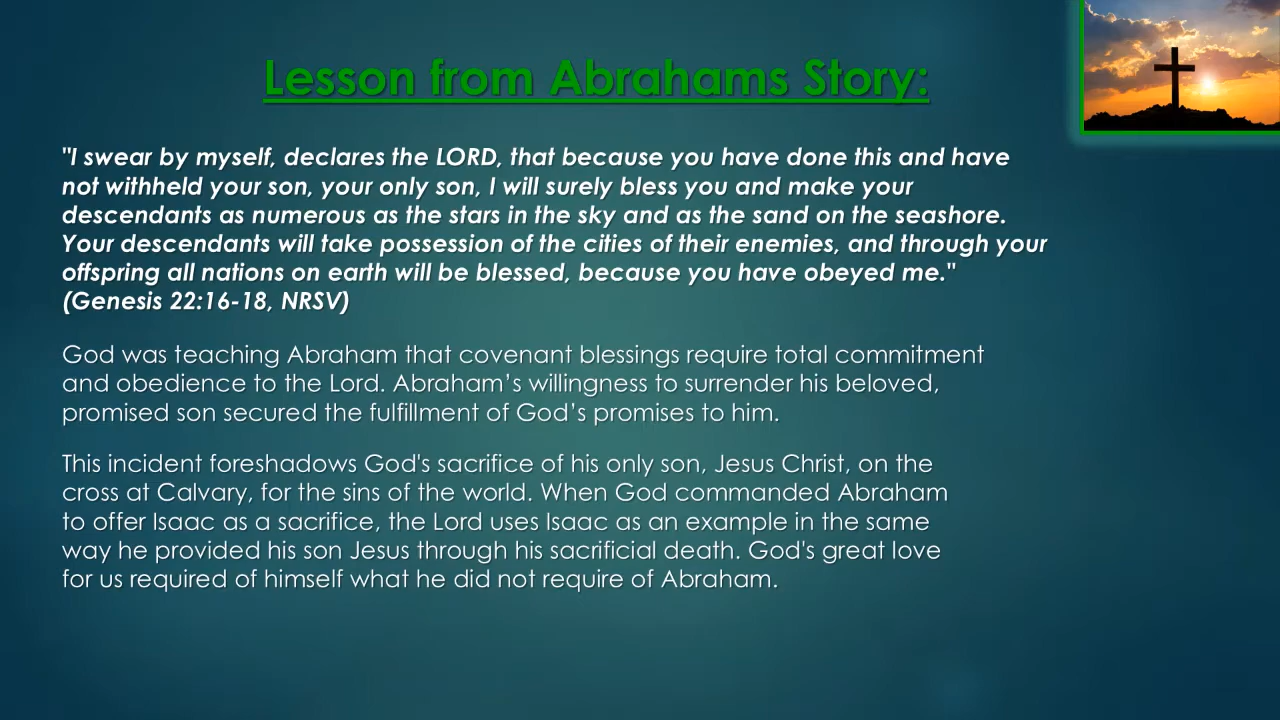 Lesson from Abrahams Story:
"I swear by myself, declares the LORD, that because you have done this and have
not withheld your son, your only son, I will surely bless you and make your
descendants as numerous as the stars in the sky and as the sand on the seashore.
Your descendants will take possession of the cities of their enemies, and through your
offspring all nations on earth will be blessed, because you have obeyed me."
(Genesis 22:16-18, NRSV)
God was teaching Abraham that covenant blessings require total commitment
and obedience to the Lord. Abraham’s willingness to surrender his beloved,
promised son secured the fulfillment of God’s promises to him.
This incident foreshadows God's sacrifice of his only son, Jesus Christ, on the
cross at Calvary, for the sins of the world. When God commanded Abraham
to offer Isaac as a sacrifice, the Lord uses Isaac as an example in the same
way he provided his son Jesus through his sacrificial death. God's great love
for us required of himself what he did not require of Abraham.